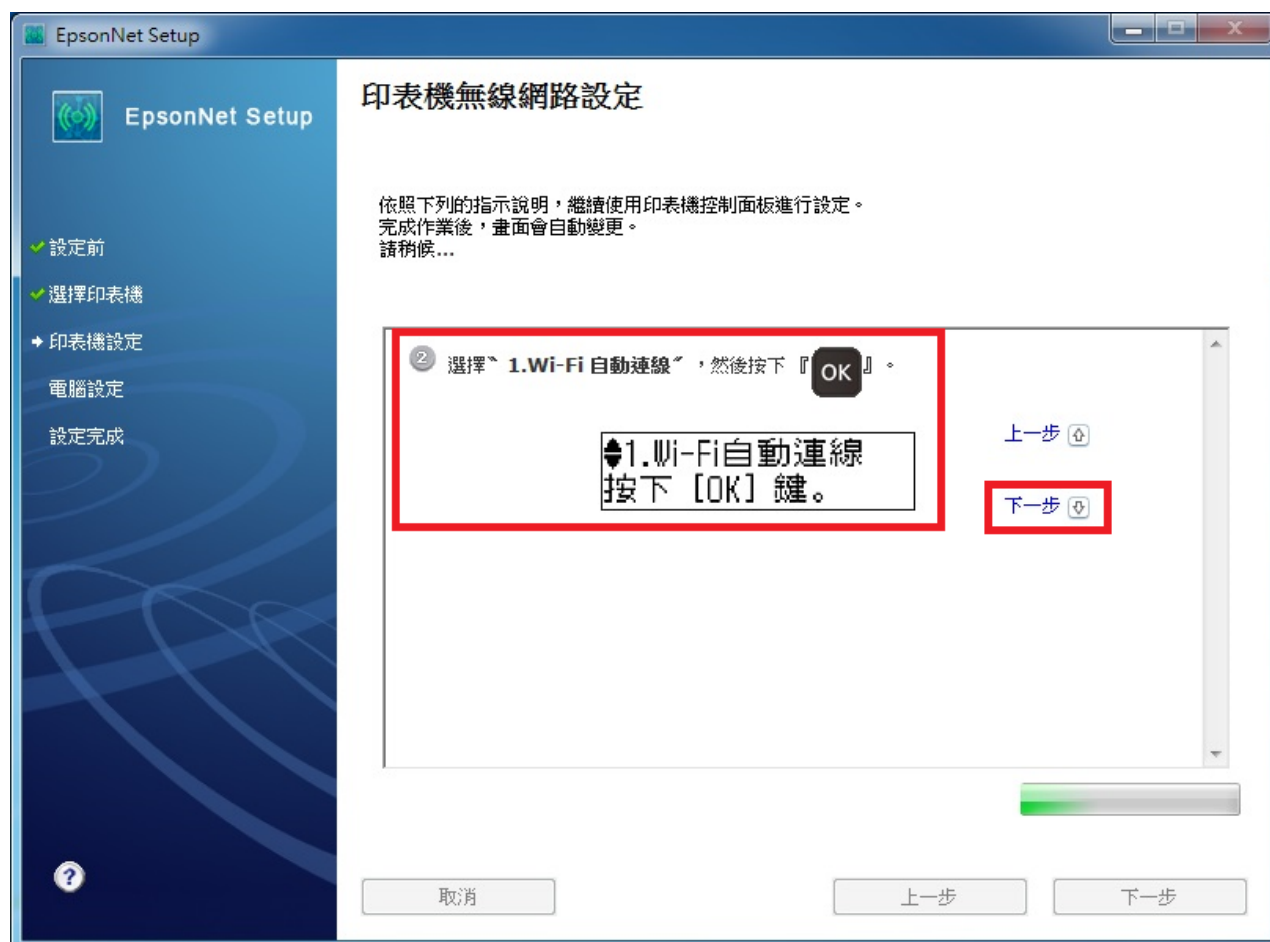 EpsonNet Setup
EpsonNet Setup
設定前
選擇印表機
印表機設定
電腦設定
設定完成
印表機無線網路設定
依照下列的指示說明，繼續使用印表機控制面板進行設定。
完成作業後，畫面會自動變更。
請稍候...
2 選擇〝1.Wi-Fi 自動連線〞，然後按下『OK』。
1.Wi-Fi自動連線
按下 [OK] 鍵。
上一步
下一步
取消
上一步
下一步